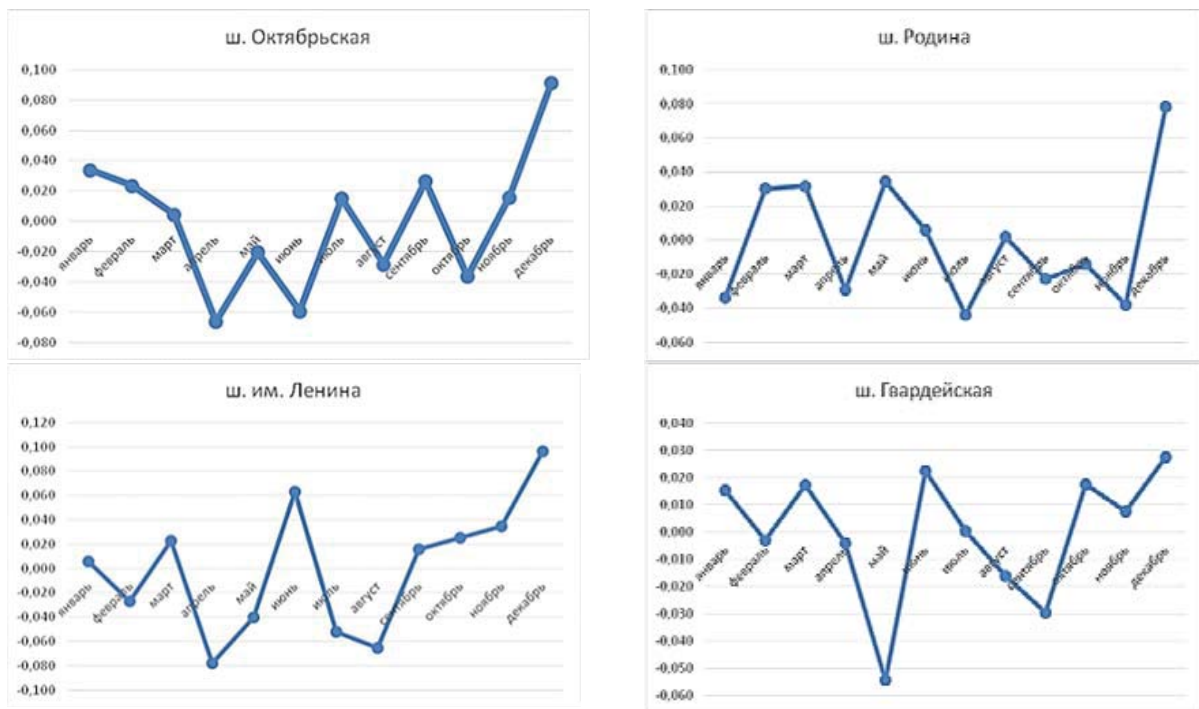 ш. Октябрьская
0,100
0,080
0,060
0,040
0,020
0,000
-0,020
-0,040
-0,060
-0,080
январь
февраль
март
апрель
май
июнь
июль
август
сентябрь
октябрь
ноябрь
декабрь
ш. Родина
0,100
0,080
0,060
0,040
0,020
0,000
-0,020
-0,040
-0,060
январь
февраль
март
апрель
май
июнь
июль
август
сентябрь
октябрь
ноябрь
декабрь
ш. им. Ленина
0,120
0,100
0,080
0,060
0,040
0,020
0,000
-0,020
-0,040
-0,060
-0,080
-0,100
январь
февраль
март
апрель
май
июнь
июль
август
сентябрь
октябрь
ноябрь
декабрь
ш. Гвардейская
0,040
0,030
0,020
0,010
0,000
-0,010
-0,020
-0,030
-0,040
-0,050
-0,060
январь
февраль
март
апрель
май
июнь
июль
август
сентябрь
октябрь
ноябрь
декабрь